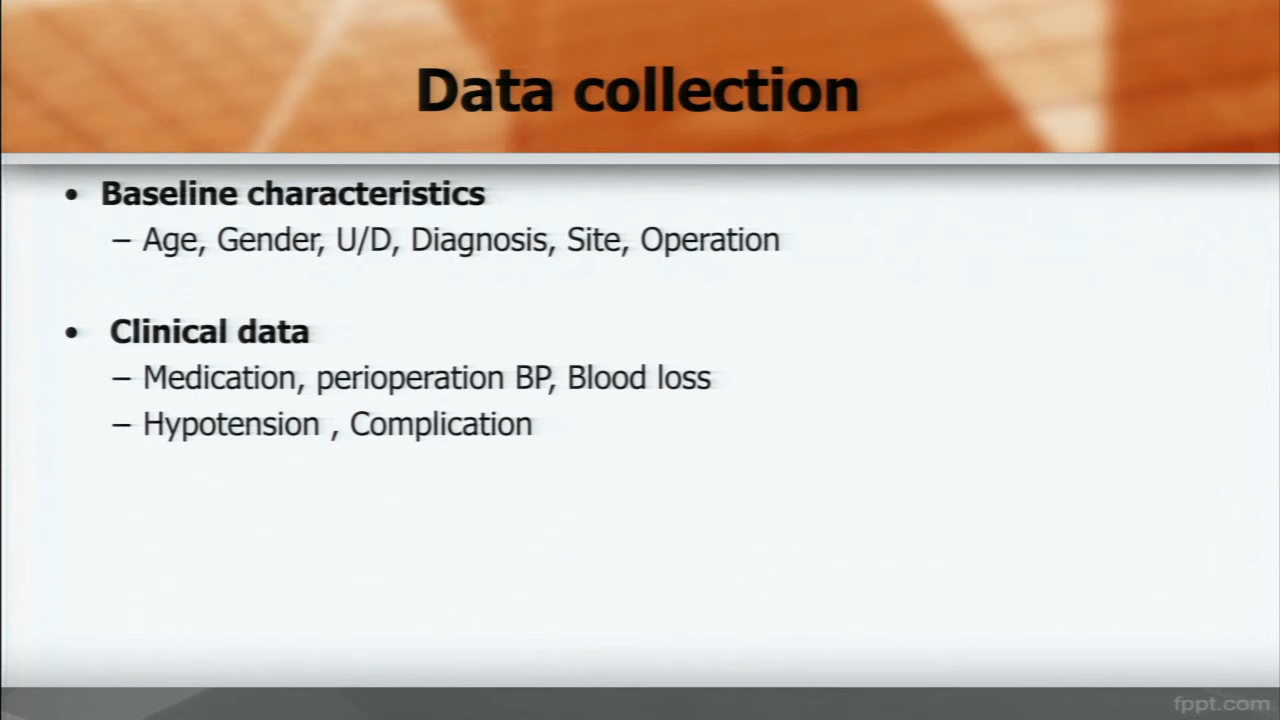 Data collection
• Baseline characteristics
– Age, Gender, U/D, Diagnosis, Site, Operation
• Clinical data
– Medication, perioperation BP, Blood loss
– Hypotension , Complication
fppt.com